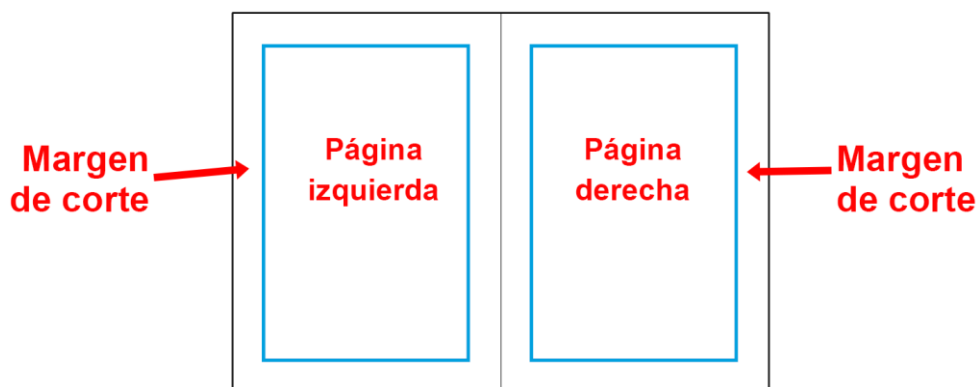 Margen
de corte
Página
izquierda
Página
derecha
Margen
de corte